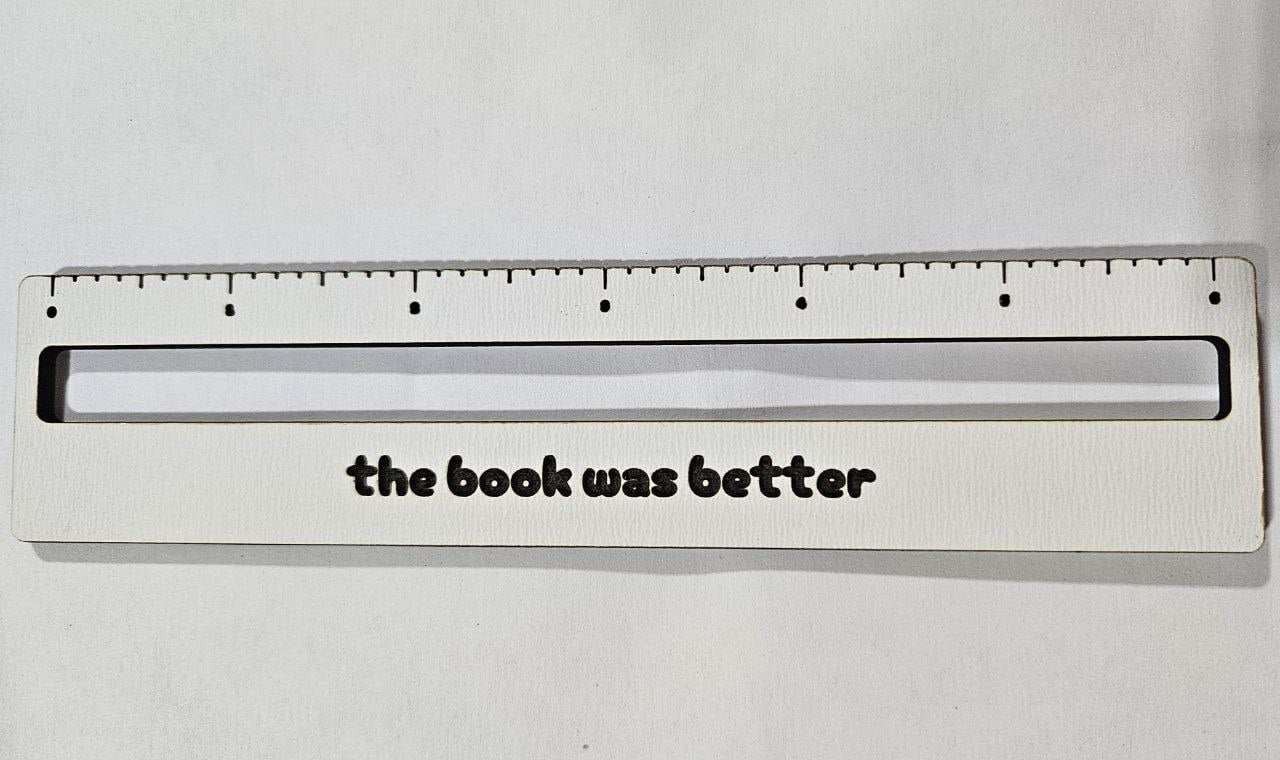 the book was better